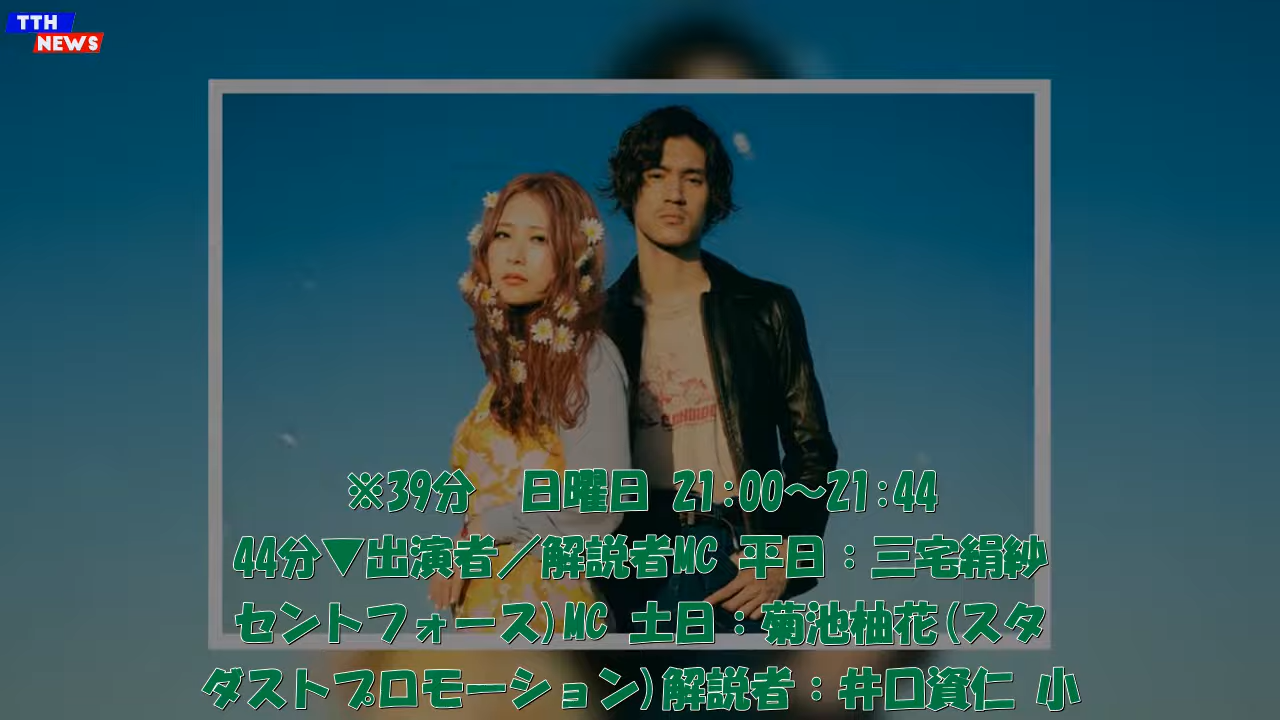 TTH
NEWS
※39分　日曜日 21:00〜21:44
44分▼出演者／解説者MC 平日：三宅絹紗
セントフォース)MC 土日：菊池柚花(スタ
ダストプロモーション)解説者：井口資仁 小